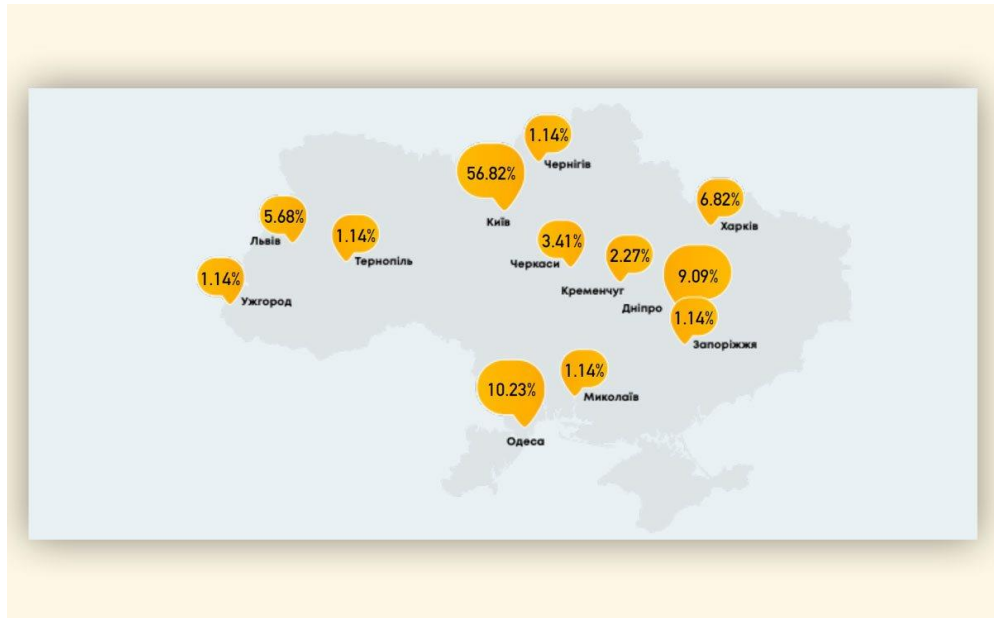 1.14%
Чернігів
56.82%
Київ
6.82%
Харків
5.68%
Львів
1.14%
Тернопіль
3.41%
Черкаси
2.27%
Кременчуг
9.09%
Дніпро
1.14%
Ужгород
1.14%
Запоріжжя
1.14%
Миколаїв
10.23%
Одеса